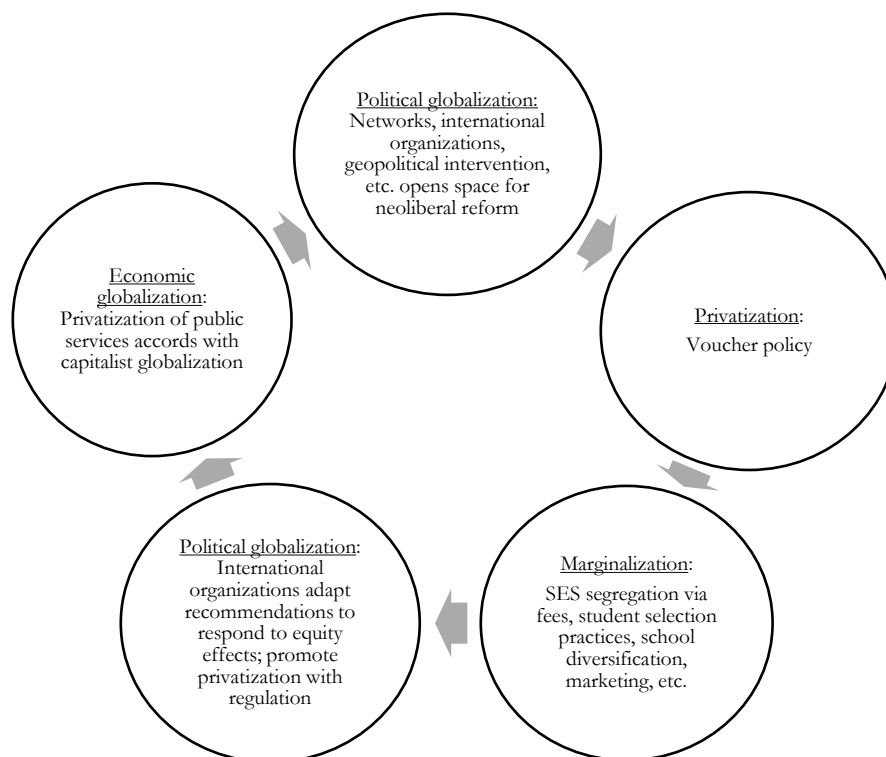 Political globalization:
Networks, international
organizations,
geopolitical intervention,
etc. opens space for
neoliberal reform
Privatization:
Voucher policy
Marginalization:
SES segregation via
fees, student selection
practices, school
diversification,
marketing, etc.
Political globalization:
International
organizations adapt
recommendations to
respond to equity
effects; promote
privatization with
regulation
Economic
globalization:
Privatization of public
services accords with
capitalist globalization